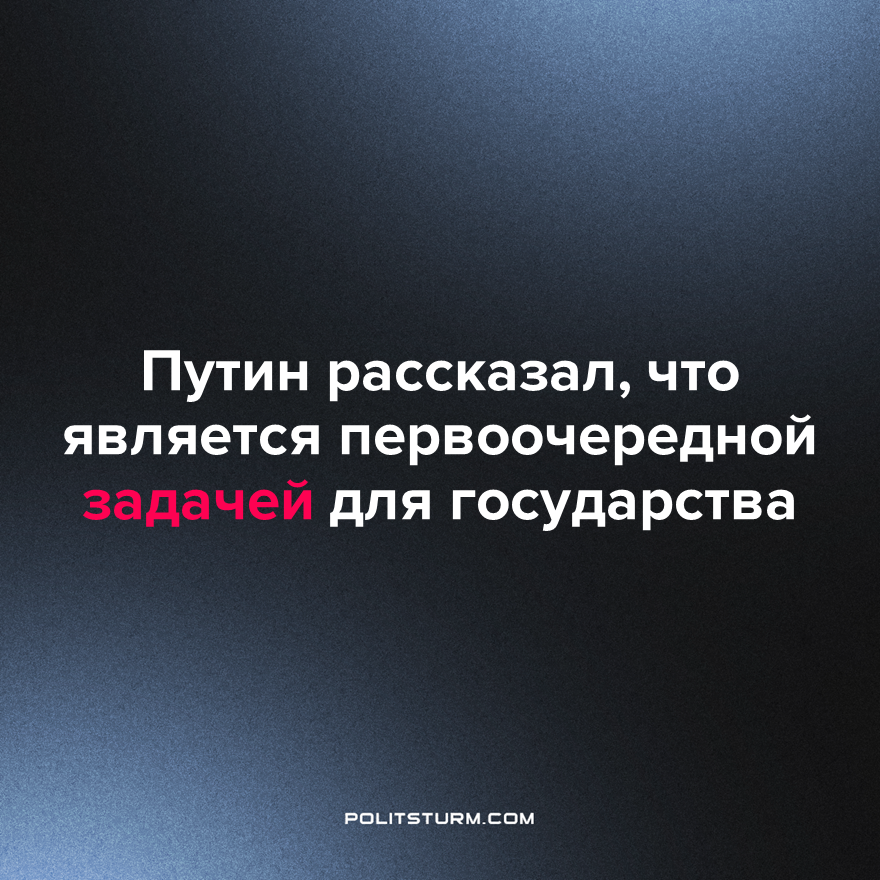 Путин рассказал, что
является первоочередной
задачей для государства
POLITSTURM.COM